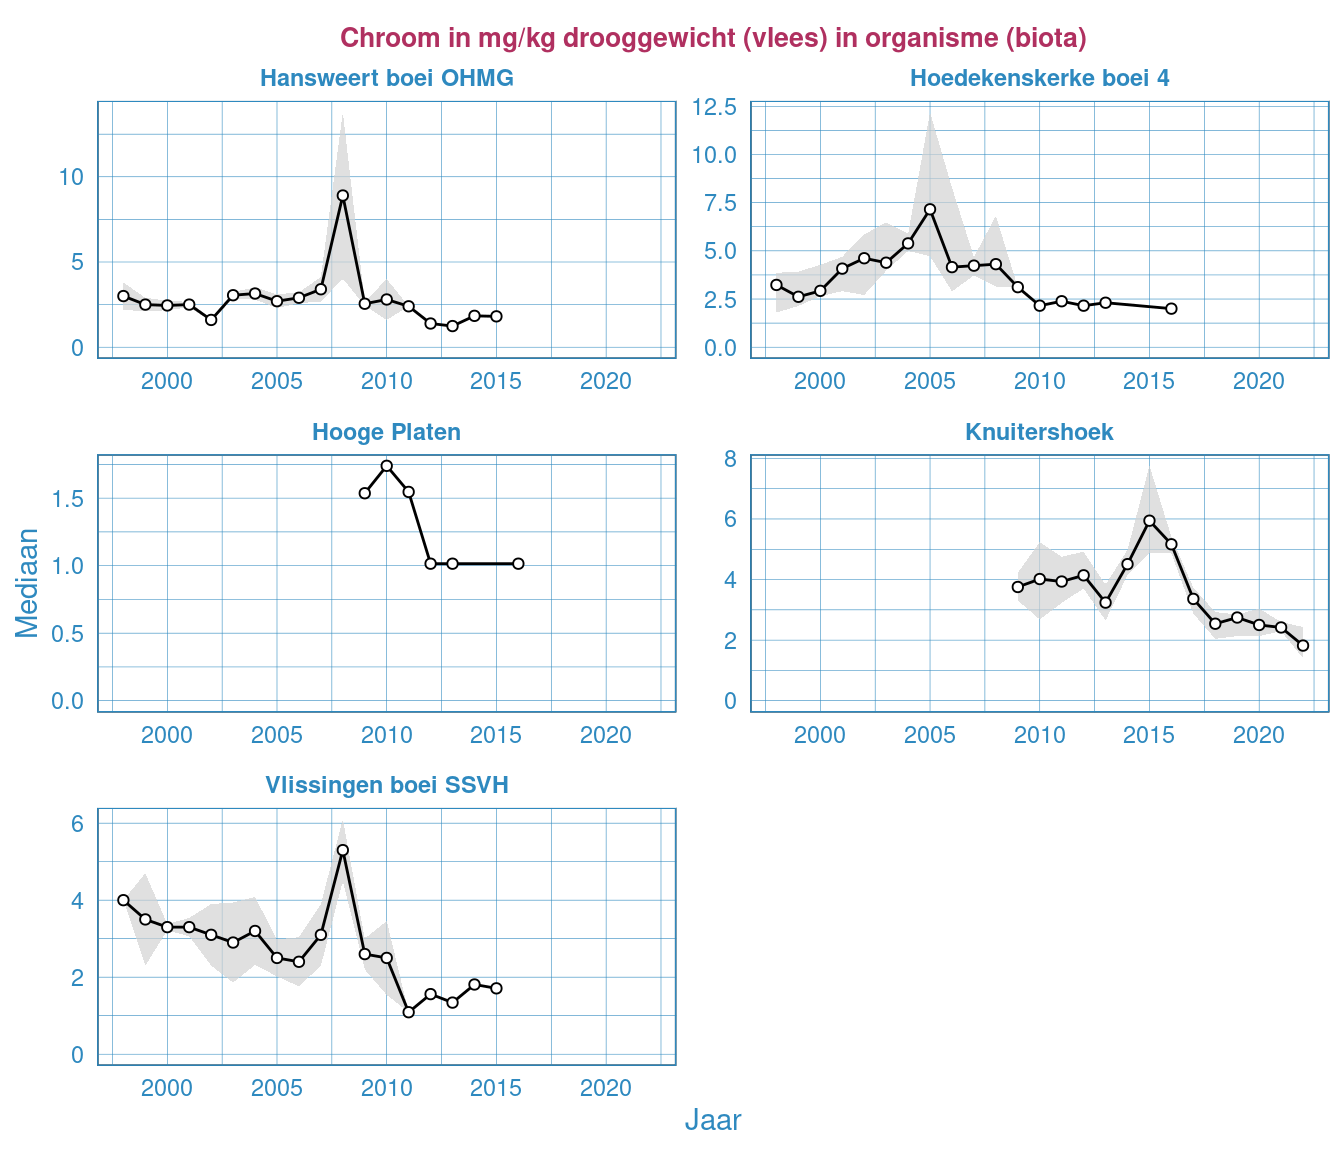 Chroom in mg/kg drooggewicht (vlees) in organisme (biota)
Hansweert boei OHMG
10
5
0
2000 2005 2010 2015 2020
Hoedekenskerke boei 4
12.5
10.0
7.5
5.0
2.5
0.0
2000 2005 2010 2015 2020
Mediaan
Hooge Platen
1.5
1.0
0.5
0.0
2000 2005 2010 2015 2020
Knuitershoek
8
6
4
2
0
2000 2005 2010 2015 2020
Vlissingen boei SSVH
6
4
2
0
2000 2005 2010 2015 2020
Jaar